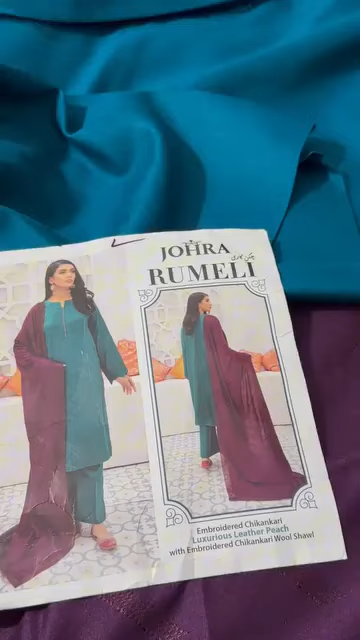 JOHRA
RUMELI
Embroidered Chikankari
Luxurious Leather Peach
with Embroidered Chikankari Wool Shawl